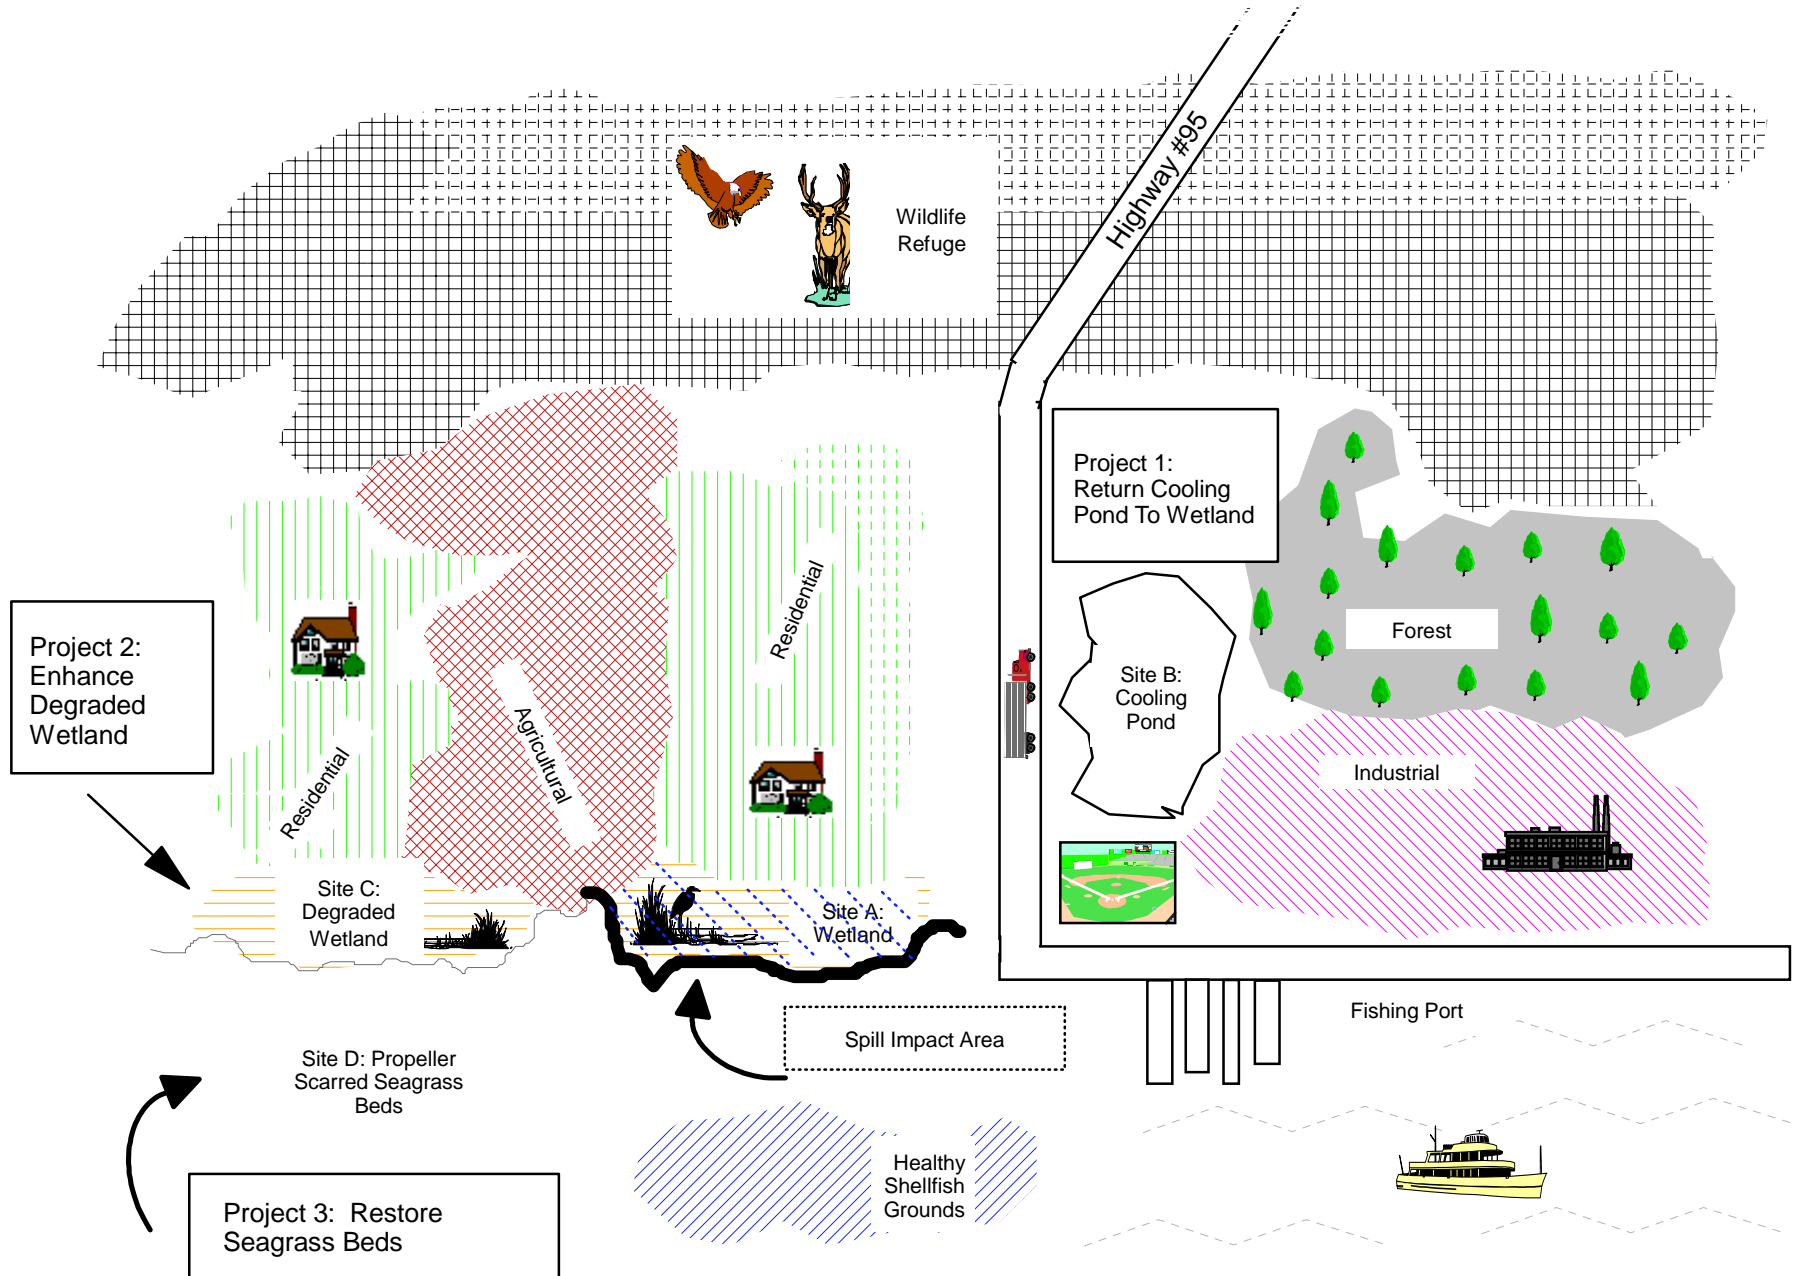 Highway #95
Wildlife
Refuge
Project 1:
Return Cooling
Pond To Wetland
Residential
Forest
Project 2:
Enhance
Degraded
Wetland
Site B:
Cooling
Pond
Agricultural
Industrial
Residential
Site C:
Degraded
Wetland
Site A:
Wetland
Fishing Port
Spill Impact Area
Site D: Propeller
Scarred Seagrass
Beds
Healthy
Shellfish
Grounds
Project 3: Restore
Seagrass Beds